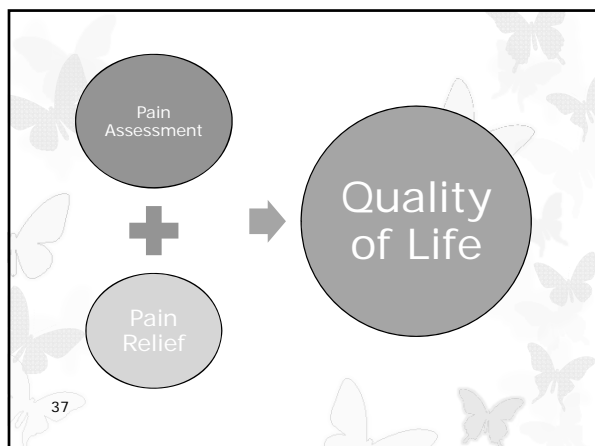 Pain
Assessment
Pain
Relief
Quality
of Life
37